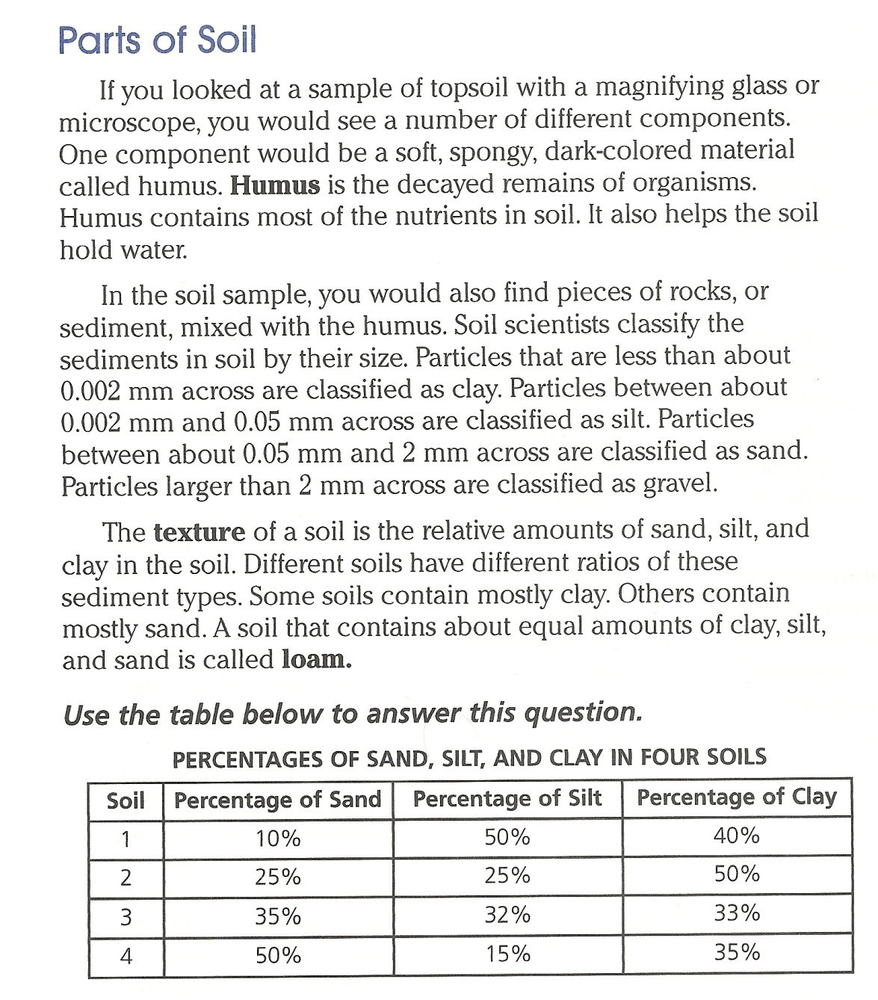 Parts of Soil
If you looked at a sample of topsoil with a magnifying glass or
microscope, you would see a number of different components.
One component would be a soft, spongy, dark-colored material
called humus. Humus is the decayed remains of organisms.
Humus contains most of the nutrients in soil. It also helps the soil
hold water.
In the soil sample, you would also find pieces of rocks, or
sediment, mixed with the humus. Soil scientists classify the
sediments in soil by their size. Particles that are less than about
0.002 mm across are classified as clay. Particles between about
0.002 mm and 0.05 mm across are classified as silt. Particles
between about 0.05 mm and 2 mm across are classified as sand.
Particles larger than 2 mm across are classified as gravel.
The texture of a soil is the relative amounts of sand, silt, and
clay in the soil. Different soils have different ratios of these
sediment types. Some soils contain mostly clay. Others contain
mostly sand. A soil that contains about equal amounts of clay, silt,
and sand is called loam.
Use the table below to answer this question.
PERCENTAGES OF SAND, SILT, AND CLAY IN FOUR SOILS
Soil Percentage of Sand Percentage of Silt Percentage of Clay
1 10% 50% 40%
2 25% 25% 50%
3 35% 32% 33%
4 50% 15% 35%